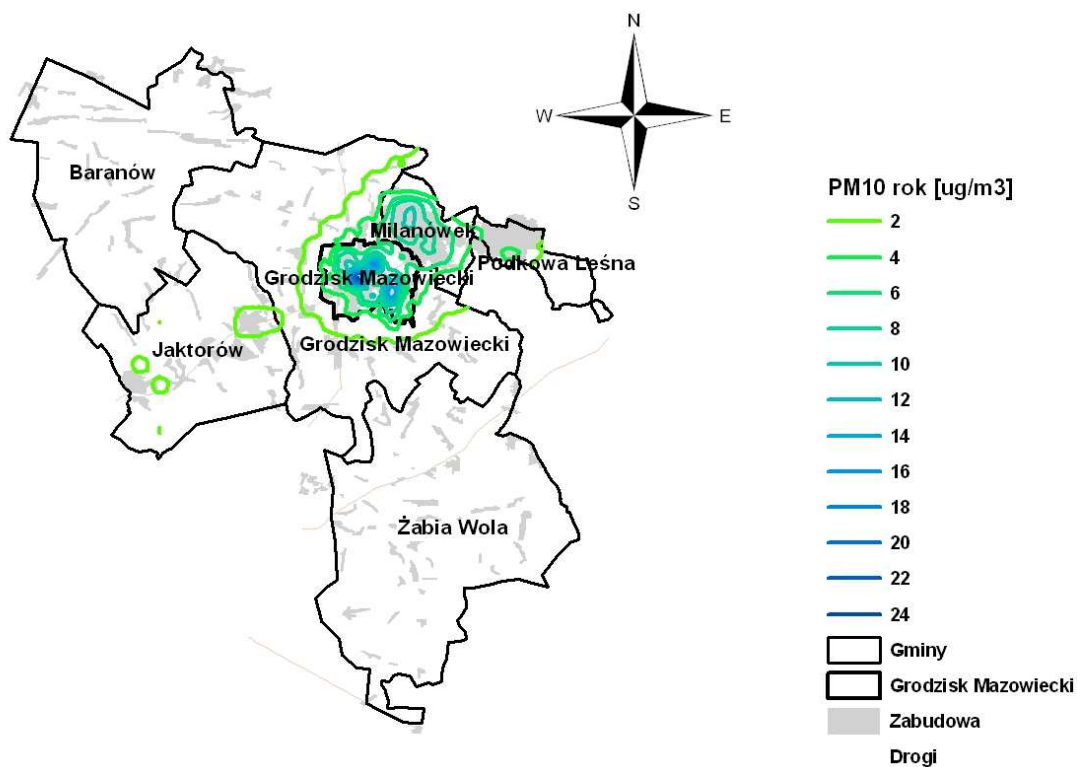 N
W
E
S
Baranów
Milanówek
Podkowa Leśna
Grodzisk Mazowiecki
Grodzisk Mazowiecki
Jaktorów
Żabia Wola
PM10 rok [ug/m3]
2
4
6
8
10
12
14
16
18
20
22
24
Gminy
Grodzisk Mazowiecki
Zabudowa
Drogi